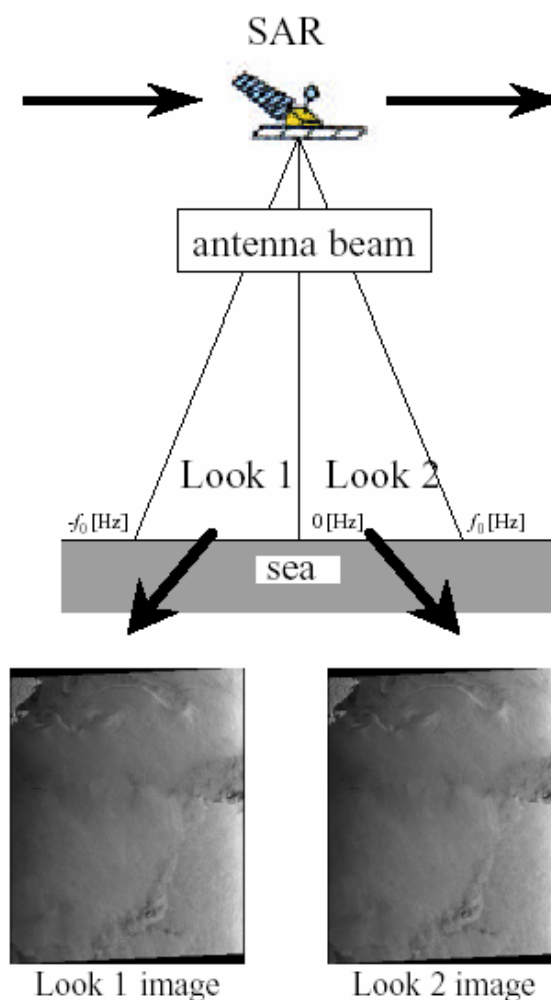 SAR
antenna beam
Look 1 Look 2
-f₀ [Hz] 0 [Hz] f₀ [Hz]
sea
Look 1 image Look 2 image